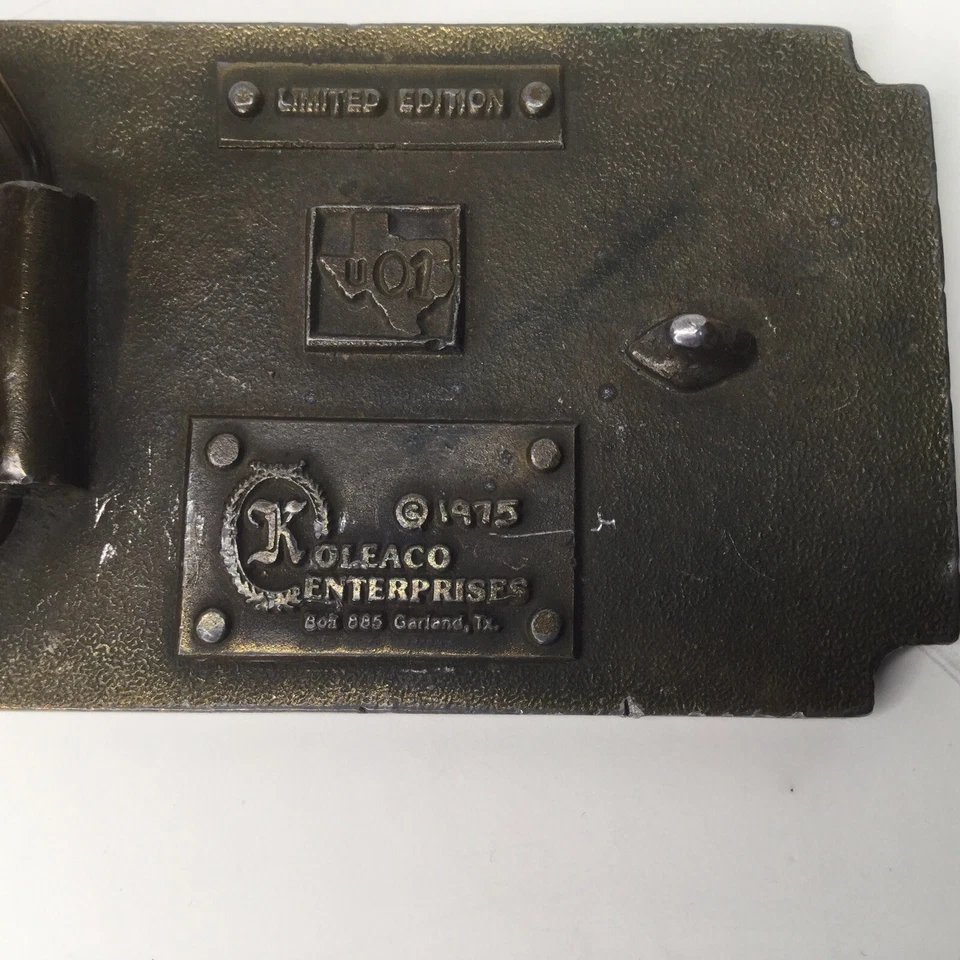 LIMITED EDITION
U01
© 1975
KOLEACO
ENTERPRISES
Box 885 Garland, Tx.